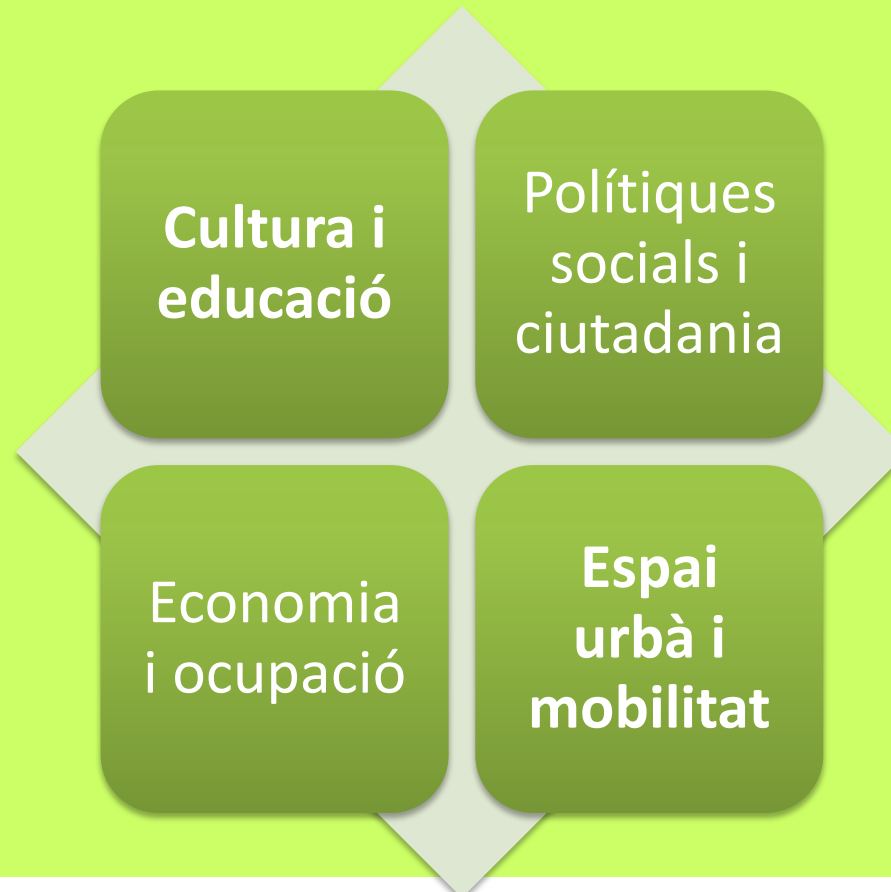 Cultura i
educació
Polítiques
socials i
ciutadania
Economia
i ocupació
Espai
urbà i
mobilitat